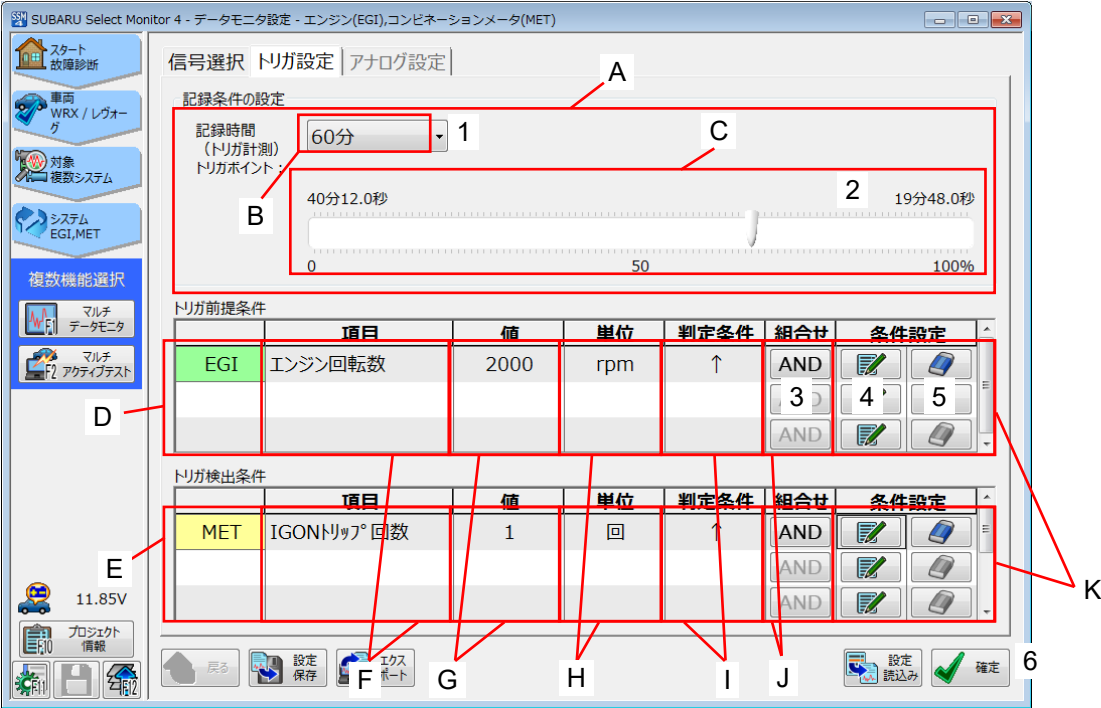 SUBARU Select Monitor 4 - データモニタ設定 - エンジン(EGI),コンビネーションメータ(MET)
スタート
故障診断
車両
WRX / レヴォー
グ
対象
複数システム
システム
EGI,MET
複数機能選択
F1
マルチ
データモニタ
F2
マルチ
アクティブテスト
11.85V
F10
プロジェクト
情報
F11
F12
信号選択
トリガ設定
アナログ設定
A
記録条件の設定
記録時間
(トリガ計測)
60分
1
トリガポイント:
B
C
2
40分12.0秒
19分48.0秒
0
50
100%
トリガ前提条件
項目 値 単位 判定条件 組合せ 条件設定
EGI エンジン回転数 2000 rpm ↑ AND
3 4 5
AND
D
トリガ検出条件
項目 値 単位 判定条件 組合せ 条件設定
MET IGONトリップ回数 1 回 ↑ AND
AND
AND
E
K
戻る
設定
保存
F
G
H
I
J
設定
読込み
確定
6